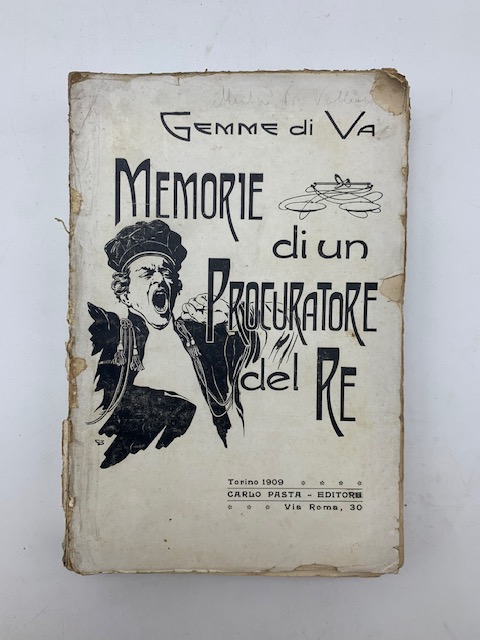 GEMME di VA
MEMORIE
di un
PROCURATORE
del RE
Torino 1909
CARLO PASTA - EDITORE
Via Roma, 30